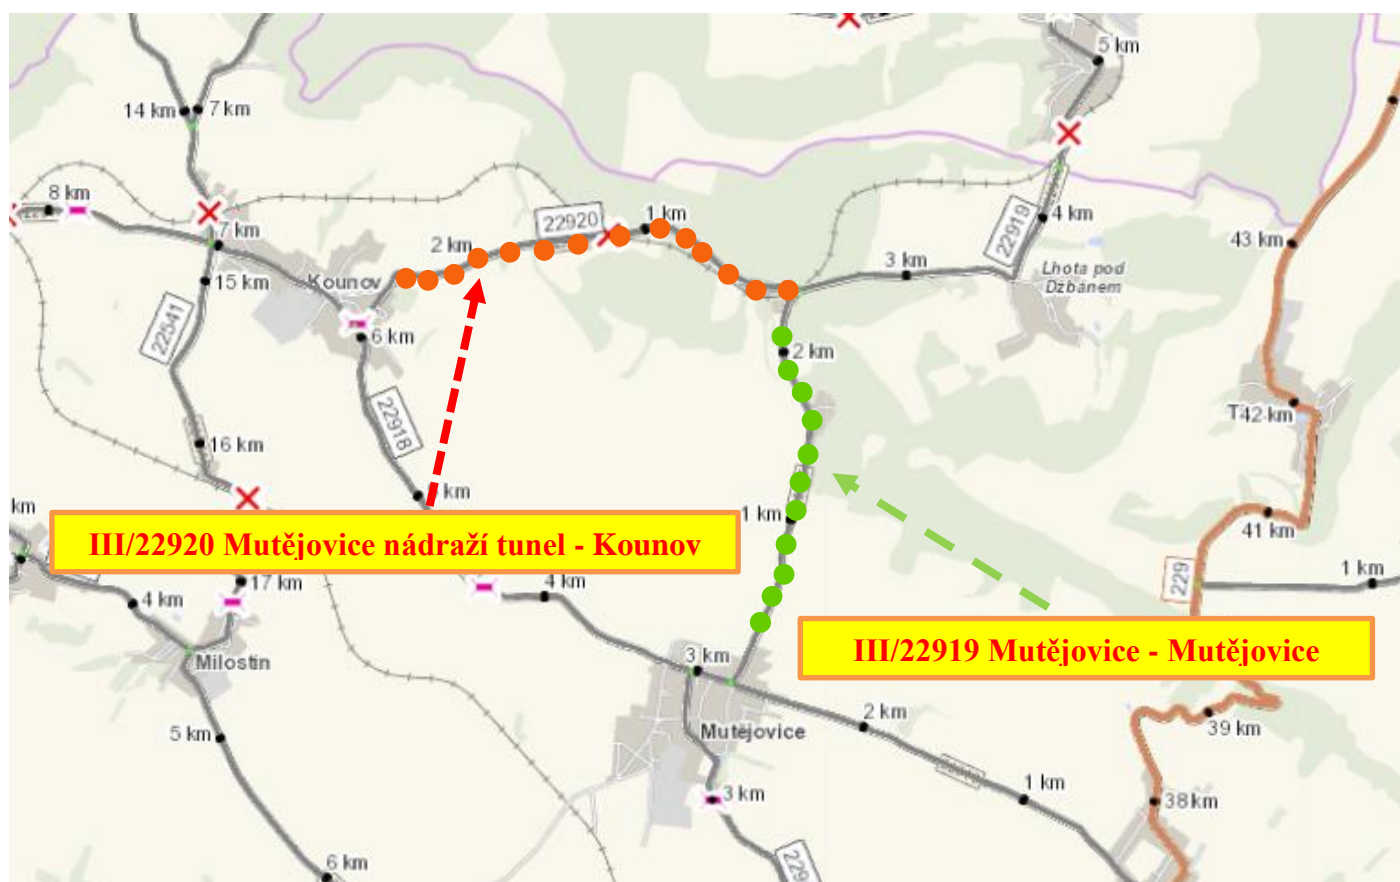 5 km
14 km
7 km
8 km
22920
1 km
22919
4 km
7 km
2 km
43 km
3 km
Kounov
15 km
Lhota pod
Džbánem
22541
6 km
2 km
22918
T42 km
16 km
km
km
1 km
41 km
III/22920 Mutějovice nádraží tunel - Kounov
17 km
4 km
1 km
229
4 km
III/22919 Mutějovice - Mutějovice
Milostín
3 km
5 km
Mutějovice
2 km
39 km
1 km
3 km
38 km
6 km
229